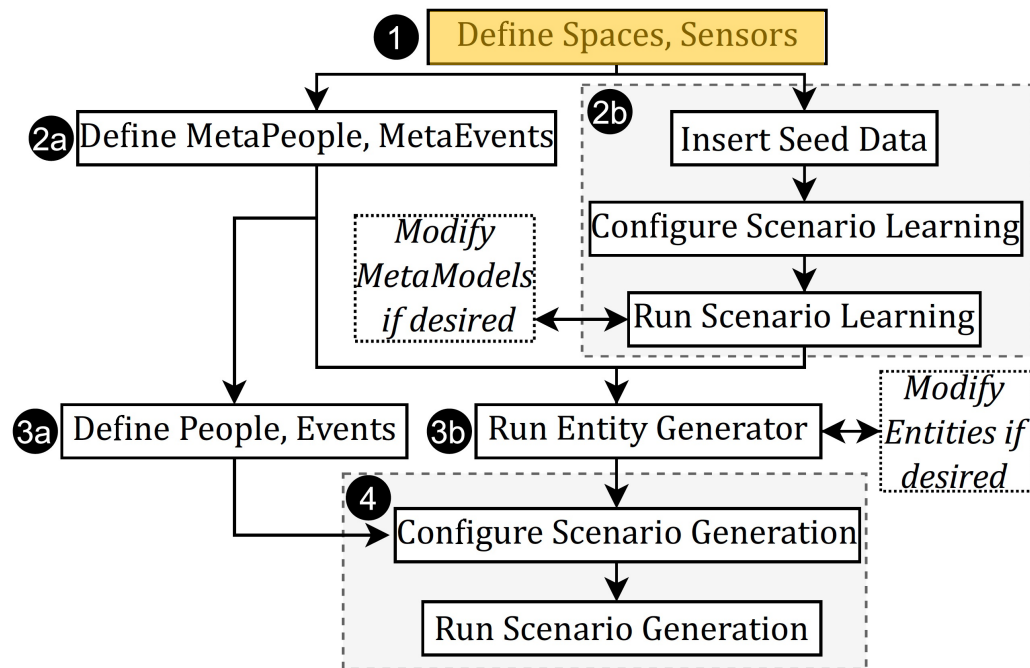 1
Define Spaces, Sensors
2a
Define MetaPeople, MetaEvents
2b
Insert Seed Data
Configure Scenario Learning
Modify
MetaModels
if desired
Run Scenario Learning
3a
Define People, Events
3b
Run Entity Generator
Modify
Entities if
desired
4
Configure Scenario Generation
Run Scenario Generation